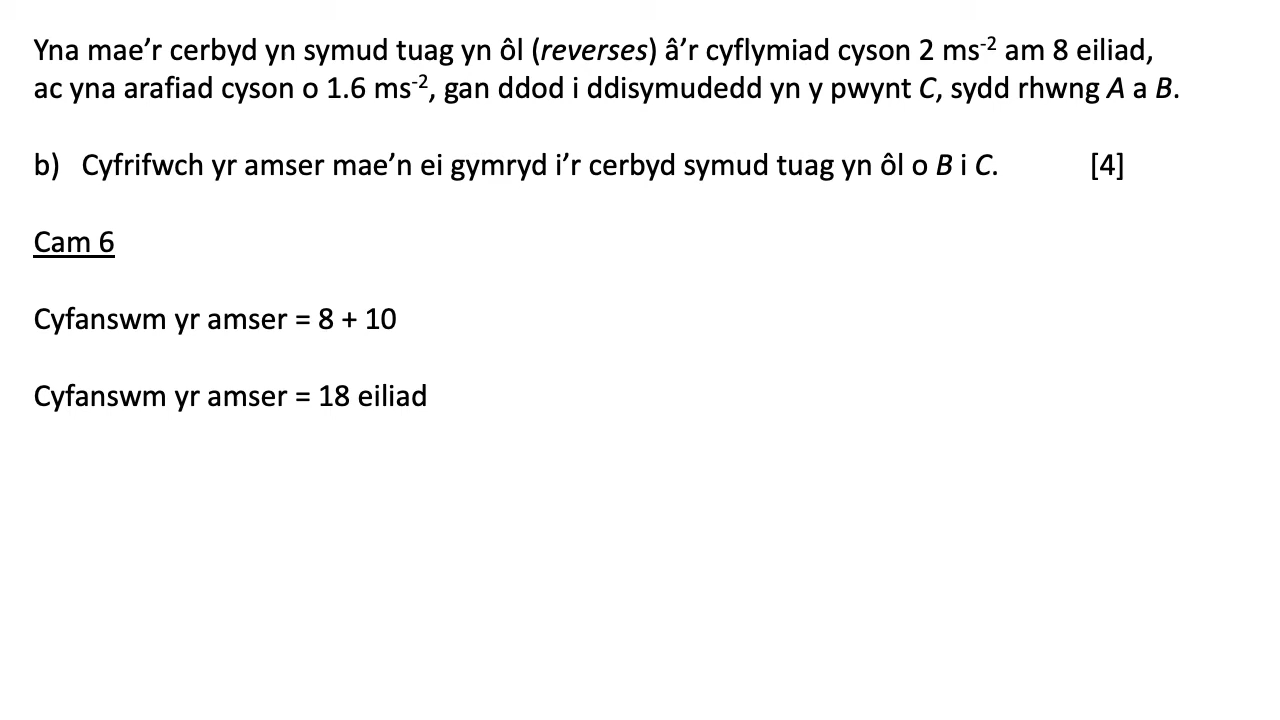 Yna mae’r cerbyd yn symud tuag yn ôl (reverses) â’r cyflymiad cyson 2 ms⁻² am 8 eiliad,
ac yna arafiad cyson o 1.6 ms⁻², gan ddod i ddisymudedd yn y pwynt C, sydd rhwng A a B.
b) Cyfrifwch yr amser mae’n ei gymryd i’r cerbyd symud tuag yn ôl o B i C. [4]
Cam 6
Cyfanswm yr amser = 8 + 10
Cyfanswm yr amser = 18 eiliad